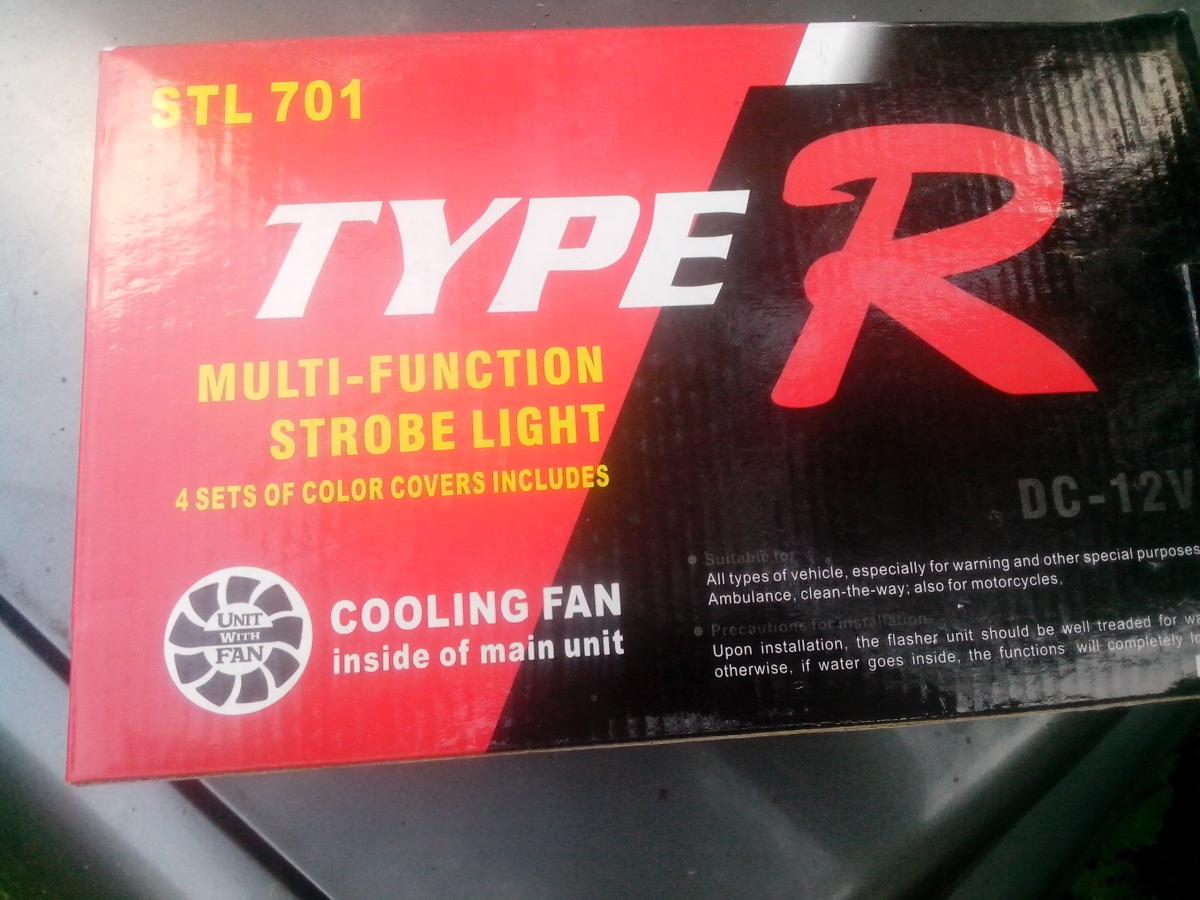 STL 701
TYPE R
MULTI-FUNCTION
STROBE LIGHT
4 SETS OF COLOR COVERS INCLUDES
UNIT
WITH
FAN
COOLING FAN
inside of main unit
DC-12V
Suitable for
All types of vehicle, especially for warning and other special purposes
Ambulance, clean-the-way; also for motorcycles.
Precautions for installation
Upon installation, the flasher unit should be well treaded for
otherwise, if water goes inside, the functions will completely